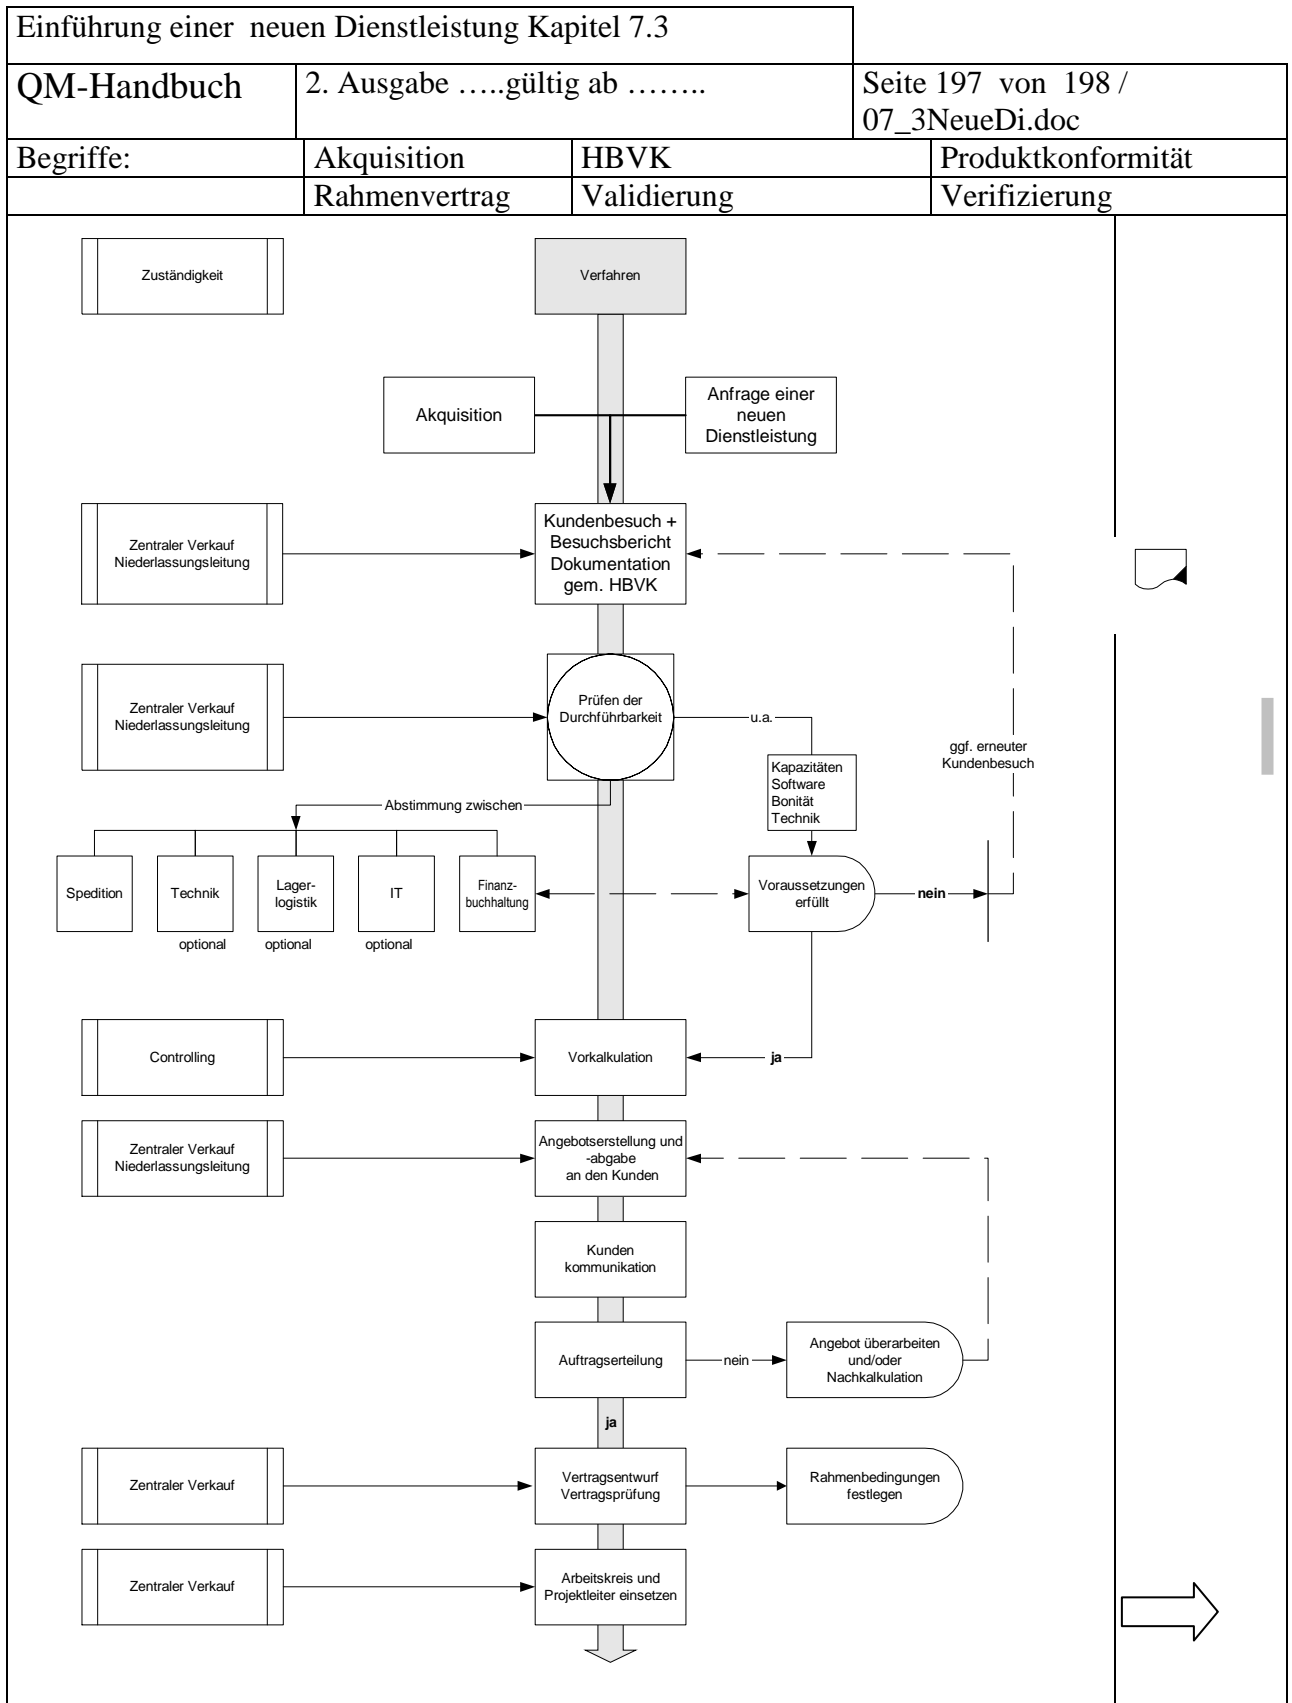 Einführung einer  neuen Dienstleistung Kapitel 7.3
QM-Handbuch
2. Ausgabe …..gültig ab ……..
Seite 197  von  198 /
07_3NeueDi.doc
Begriffe:
Akquisition
HBVK
Produktkonformität
Rahmenvertrag
Validierung
Verifizierung
Zuständigkeit
Verfahren
Akquisition
Anfrage einer
neuen
Dienstleistung
Zentraler Verkauf
Niederlassungsleitung
Kundenbesuch +
Besuchsbericht
Dokumentation
gem. HBVK
Zentraler Verkauf
Niederlassungsleitung
Prüfen der
Durchführbarkeit
u.a.
ggf. erneuter
Kundenbesuch
Kapazitäten
Software
Bonität
Technik
Abstimmung zwischen
Spedition
Technik
Lager-
logistik
IT
Finanz-
buchhaltung
Voraussetzungen
erfüllt
nein
optional
optional
optional
Controlling
Vorkalkulation
ja
Zentraler Verkauf
Niederlassungsleitung
Angebotserstellung und
-abgabe
an den Kunden
Kunden
kommunikation
Auftragserteilung
nein
Angebot überarbeiten
und/oder
Nachkalkulation
ja
Zentraler Verkauf
Vertragsentwurf
Vertragsprüfung
Rahmenbedingungen
festlegen
Zentraler Verkauf
Arbeitskreis und
Projektleiter einsetzen